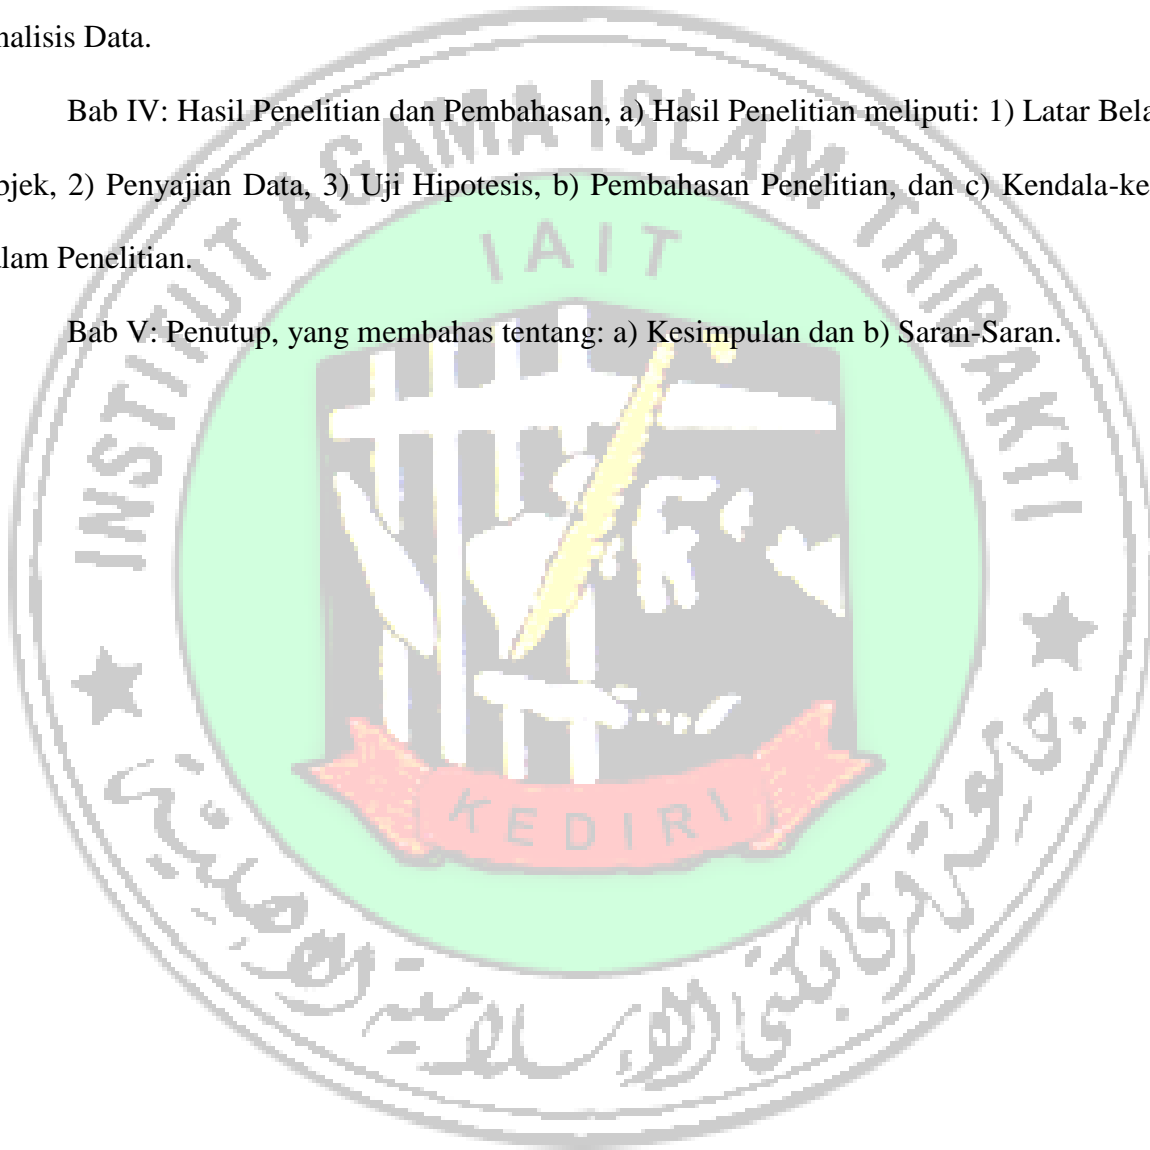 nalisis Data.
Bab IV: Hasil Penelitian dan Pembahasan, a) Hasil Penelitian meliputi: 1) Latar Bela
bjek, 2) Penyajian Data, 3) Uji Hipotesis, b) Pembahasan Penelitian, dan c) Kendala-ke
alam Penelitian.
Bab V: Penutup, yang membahas tentang: a) Kesimpulan dan b) Saran-Saran.
INSTITUT AGAMA ISLAM TRIBAKTI
IAIT
KEDIRI